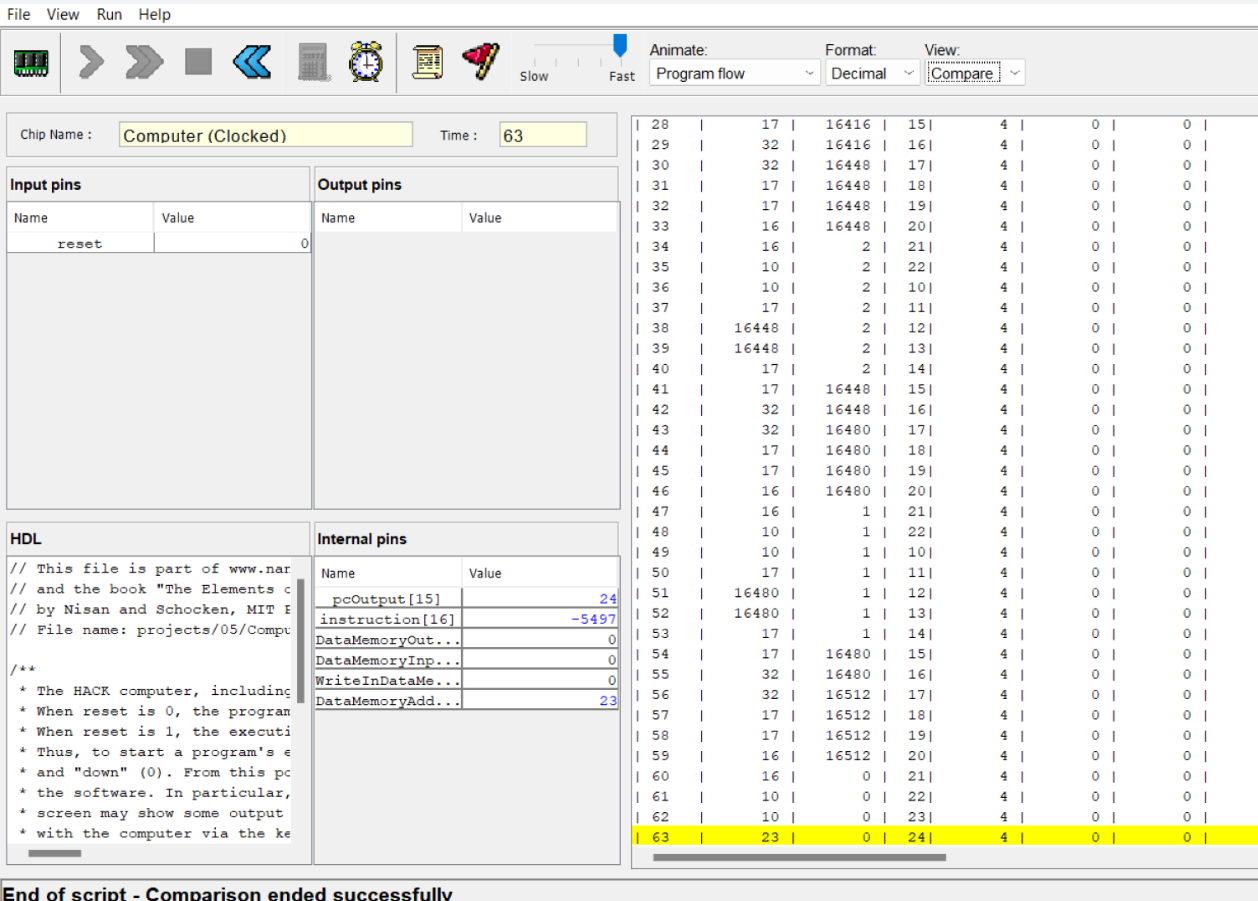 File View Run Help
Slow Fast
Animate: Format: View:
Program flow Decimal Compare
Chip Name : Computer (Clocked) Time : 63
Input pins Output pins
Name Value Name Value
reset 0
HDL Internal pins
// This file is part of www.nan
// and the book "The Elements o
// by Nisan and Schocken, MIT P
// File name: projects/05/Compu
/**
* The HACK computer, including
* When reset is 0, the program
* When reset is 1, the executi
* Thus, to start a program's e
* and "down" (0). From this po
* the software. In particular,
* screen may show some output
* with the computer via the ke
Name Value
pcOutput[15] 24
instruction[16] -5497
DataMemoryOut... 0
DataMemoryInp... 0
WriteInDataMe... 0
DataMemoryAdd... 23
| 28 | 17 | 16416 | 15| 4 | 0 | 0 |
| 29 | 32 | 16416 | 16| 4 | 0 | 0 |
| 30 | 32 | 16448 | 17| 4 | 0 | 0 |
| 31 | 17 | 16448 | 18| 4 | 0 | 0 |
| 32 | 17 | 16448 | 19| 4 | 0 | 0 |
| 33 | 16 | 16448 | 20| 4 | 0 | 0 |
| 34 | 16 | 2 | 21| 4 | 0 | 0 |
| 35 | 10 | 2 | 22| 4 | 0 | 0 |
| 36 | 10 | 2 | 10| 4 | 0 | 0 |
| 37 | 17 | 2 | 11| 4 | 0 | 0 |
| 38 | 16448 | 2 | 12| 4 | 0 | 0 |
| 39 | 16448 | 2 | 13| 4 | 0 | 0 |
| 40 | 17 | 2 | 14| 4 | 0 | 0 |
| 41 | 17 | 16448 | 15| 4 | 0 | 0 |
| 42 | 32 | 16448 | 16| 4 | 0 | 0 |
| 43 | 32 | 16480 | 17| 4 | 0 | 0 |
| 44 | 17 | 16480 | 18| 4 | 0 | 0 |
| 45 | 17 | 16480 | 19| 4 | 0 | 0 |
| 46 | 16 | 16480 | 20| 4 | 0 | 0 |
| 47 | 16 | 1 | 21| 4 | 0 | 0 |
| 48 | 10 | 1 | 22| 4 | 0 | 0 |
| 49 | 10 | 1 | 10| 4 | 0 | 0 |
| 50 | 17 | 1 | 11| 4 | 0 | 0 |
| 51 | 16480 | 1 | 12| 4 | 0 | 0 |
| 52 | 16480 | 1 | 13| 4 | 0 | 0 |
| 53 | 17 | 1 | 14| 4 | 0 | 0 |
| 54 | 17 | 16480 | 15| 4 | 0 | 0 |
| 55 | 32 | 16480 | 16| 4 | 0 | 0 |
| 56 | 32 | 16512 | 17| 4 | 0 | 0 |
| 57 | 17 | 16512 | 18| 4 | 0 | 0 |
| 58 | 17 | 16512 | 19| 4 | 0 | 0 |
| 59 | 16 | 16512 | 20| 4 | 0 | 0 |
| 60 | 16 | 0 | 21| 4 | 0 | 0 |
| 61 | 10 | 0 | 22| 4 | 0 | 0 |
| 62 | 10 | 0 | 23| 4 | 0 | 0 |
| 63 | 23 | 0 | 24| 4 | 0 | 0 |
End of script - Comparison ended successfully